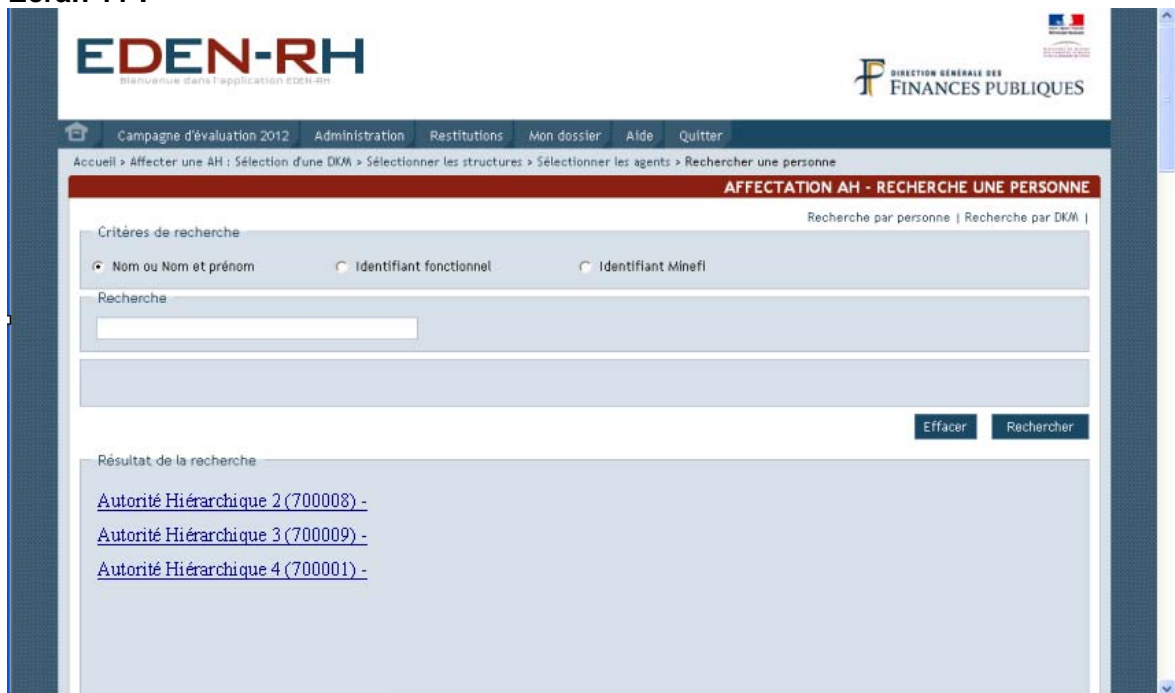 EDEN-RH
Bienvenue dans l'application EDEN-RH
DIRECTION GÉNÉRALE DES
FINANCES PUBLIQUES
Campagne d'évaluation 2012 Administration Restitutions Mon dossier Aide Quitter
Accueil > Affecter une AH : Sélection d'une DKM > Sélectionner les structures > Sélectionner les agents > Rechercher une personne
AFFECTATION AH - RECHERCHE UNE PERSONNE
Recherche par personne | Recherche par DKM |
Critères de recherche
Nom ou Nom et prénom Identifiant fonctionnel Identifiant Minefi
Recherche
Effacer Rechercher
Résultat de la recherche
Autorité Hiérarchique 2 (700008) -
Autorité Hiérarchique 3 (700009) -
Autorité Hiérarchique 4 (700001) -